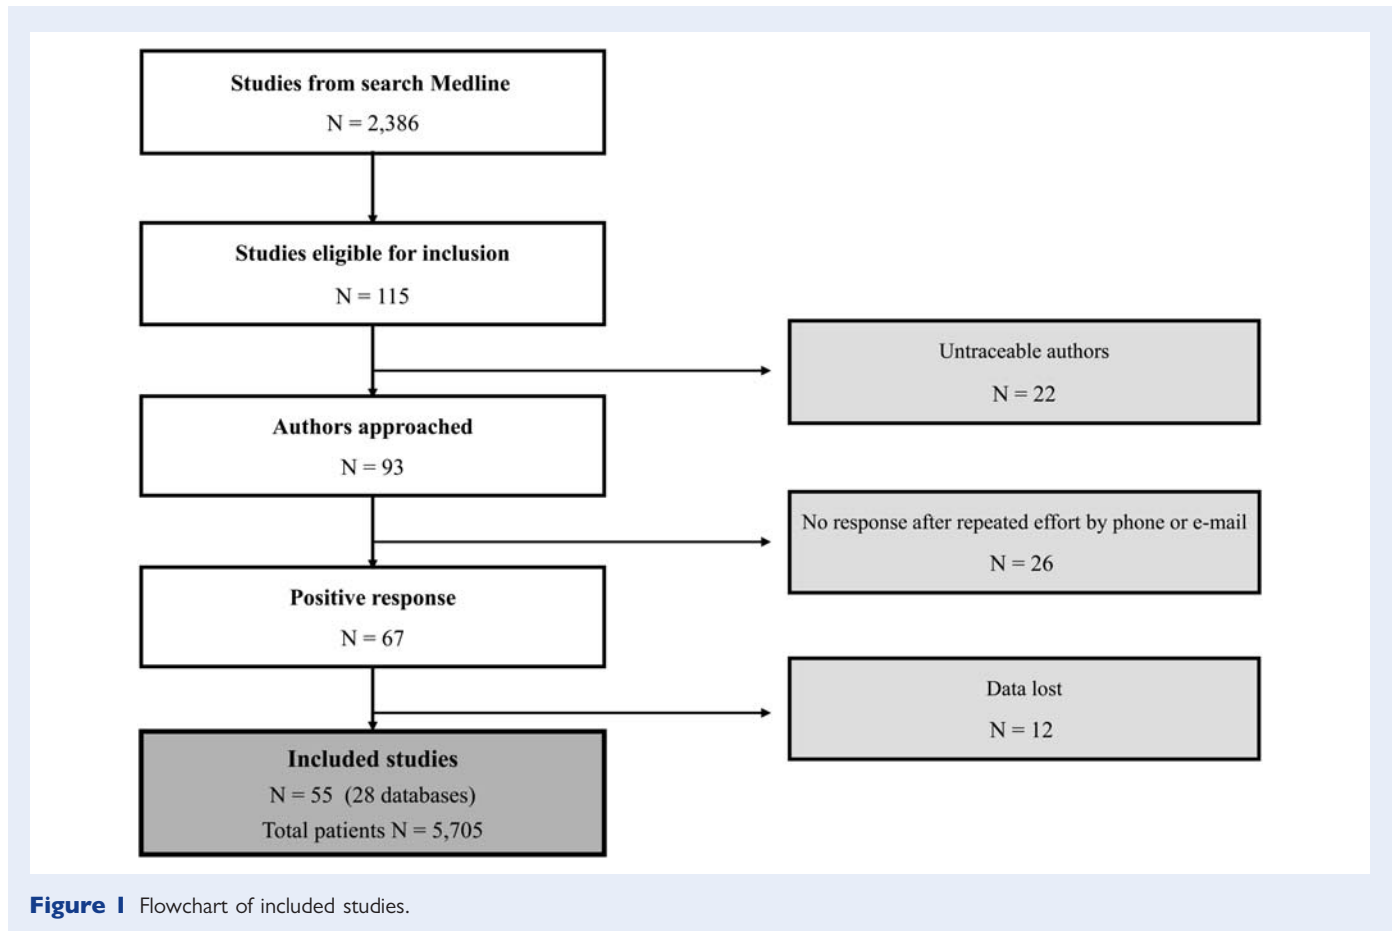 Studies from search Medline
N = 2,386
Studies eligible for inclusion
N = 115
Untraceable authors
N = 22
Authors approached
N = 93
No response after repeated effort by phone or e-mail
N = 26
Positive response
N = 67
Data lost
N = 12
Included studies
N = 55 (28 databases)
Total patients N = 5,705
Figure 1 Flowchart of included studies.